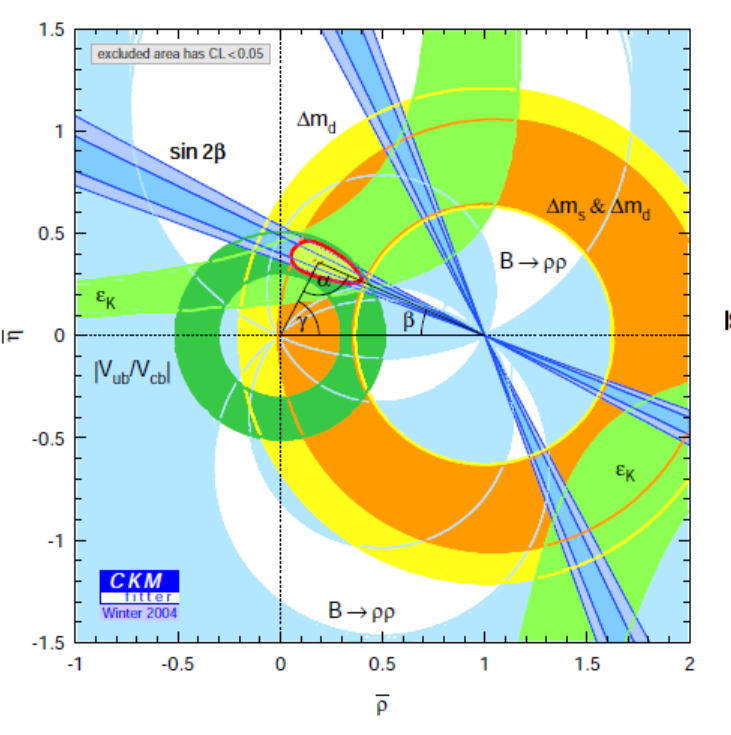 excluded area has CL < 0.05
1.5
1
0.5
0
-0.5
-1
-1.5
η̅
Δm_d
sin 2β
Δm_s & Δm_d
B → ρρ
ε_K
α
γ
β
|V_ub/V_cb|
ε_K
B → ρρ
CKM
fitter
Winter 2004
-1 -0.5 0 0.5 1 1.5 2
ρ̅